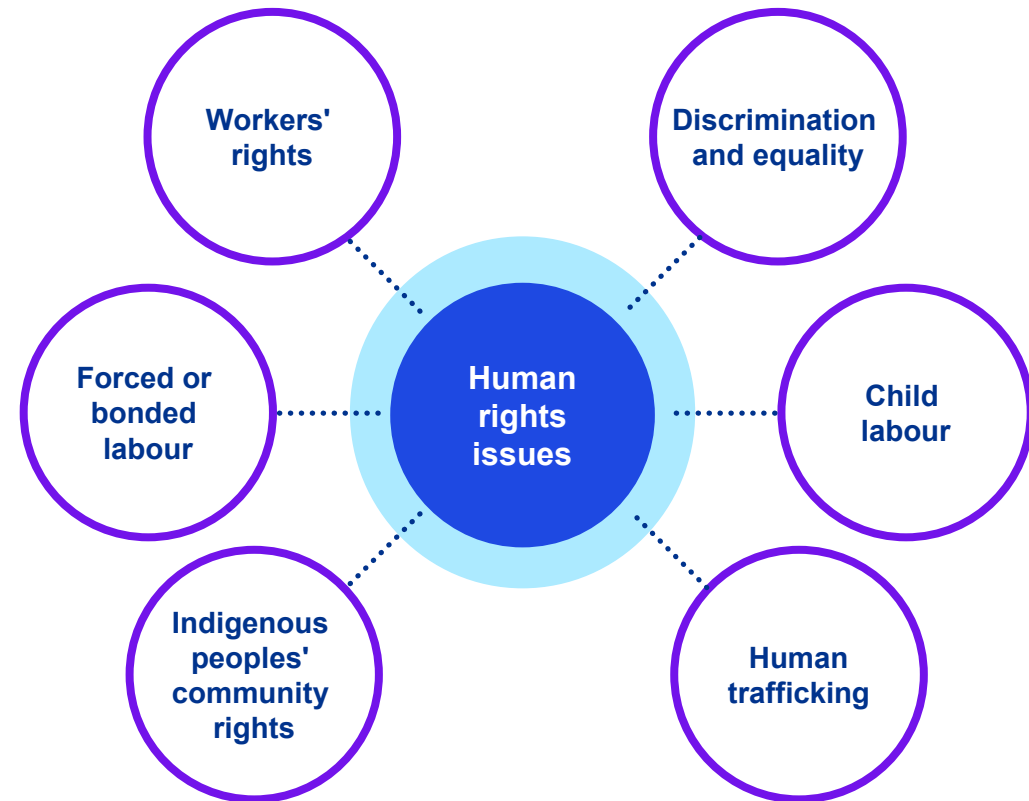 Workers'
rights
Discrimination
and equality
Forced or
bonded
labour
Human
rights
issues
Child
labour
Indigenous
peoples'
community
rights
Human
trafficking